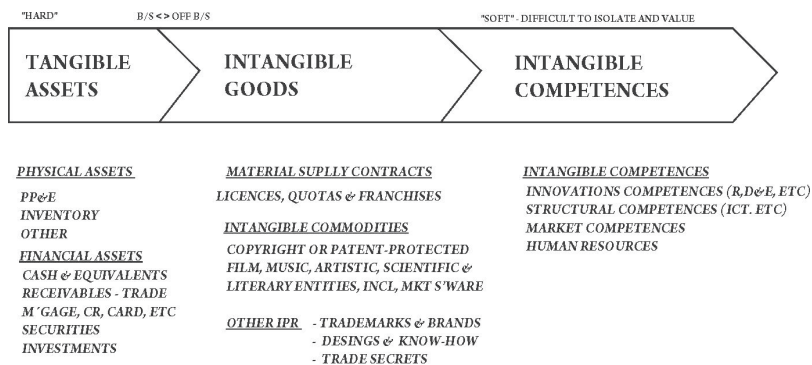 "HARD"
B/S <> OFF B/S
"SOFT" - DIFFICULT TO ISOLATE AND VALUE
TANGIBLE
ASSETS
INTANGIBLE
GOODS
INTANGIBLE
COMPETENCES
PHYSICAL ASSETS
PP&E
INVENTORY
OTHER
FINANCIAL ASSETS
CASH & EQUIVALENTS
RECEIVABLES - TRADE
M´GAGE, CR, CARD, ETC
SECURITIES
INVESTMENTS
MATERIAL SUPLLY CONTRACTS
LICENCES, QUOTAS & FRANCHISES
INTANGIBLE COMMODITIES
COPYRIGHT OR PATENT-PROTECTED
FILM, MUSIC, ARTISTIC, SCIENTIFIC &
LITERARY ENTITIES, INCL, MKT S'WARE
OTHER IPR - TRADEMARKS & BRANDS
- DESINGS & KNOW-HOW
- TRADE SECRETS
INTANGIBLE COMPETENCES
INNOVATIONS COMPETENCES (R,D&E, ETC)
STRUCTURAL COMPETENCES (ICT. ETC)
MARKET COMPETENCES
HUMAN RESOURCES